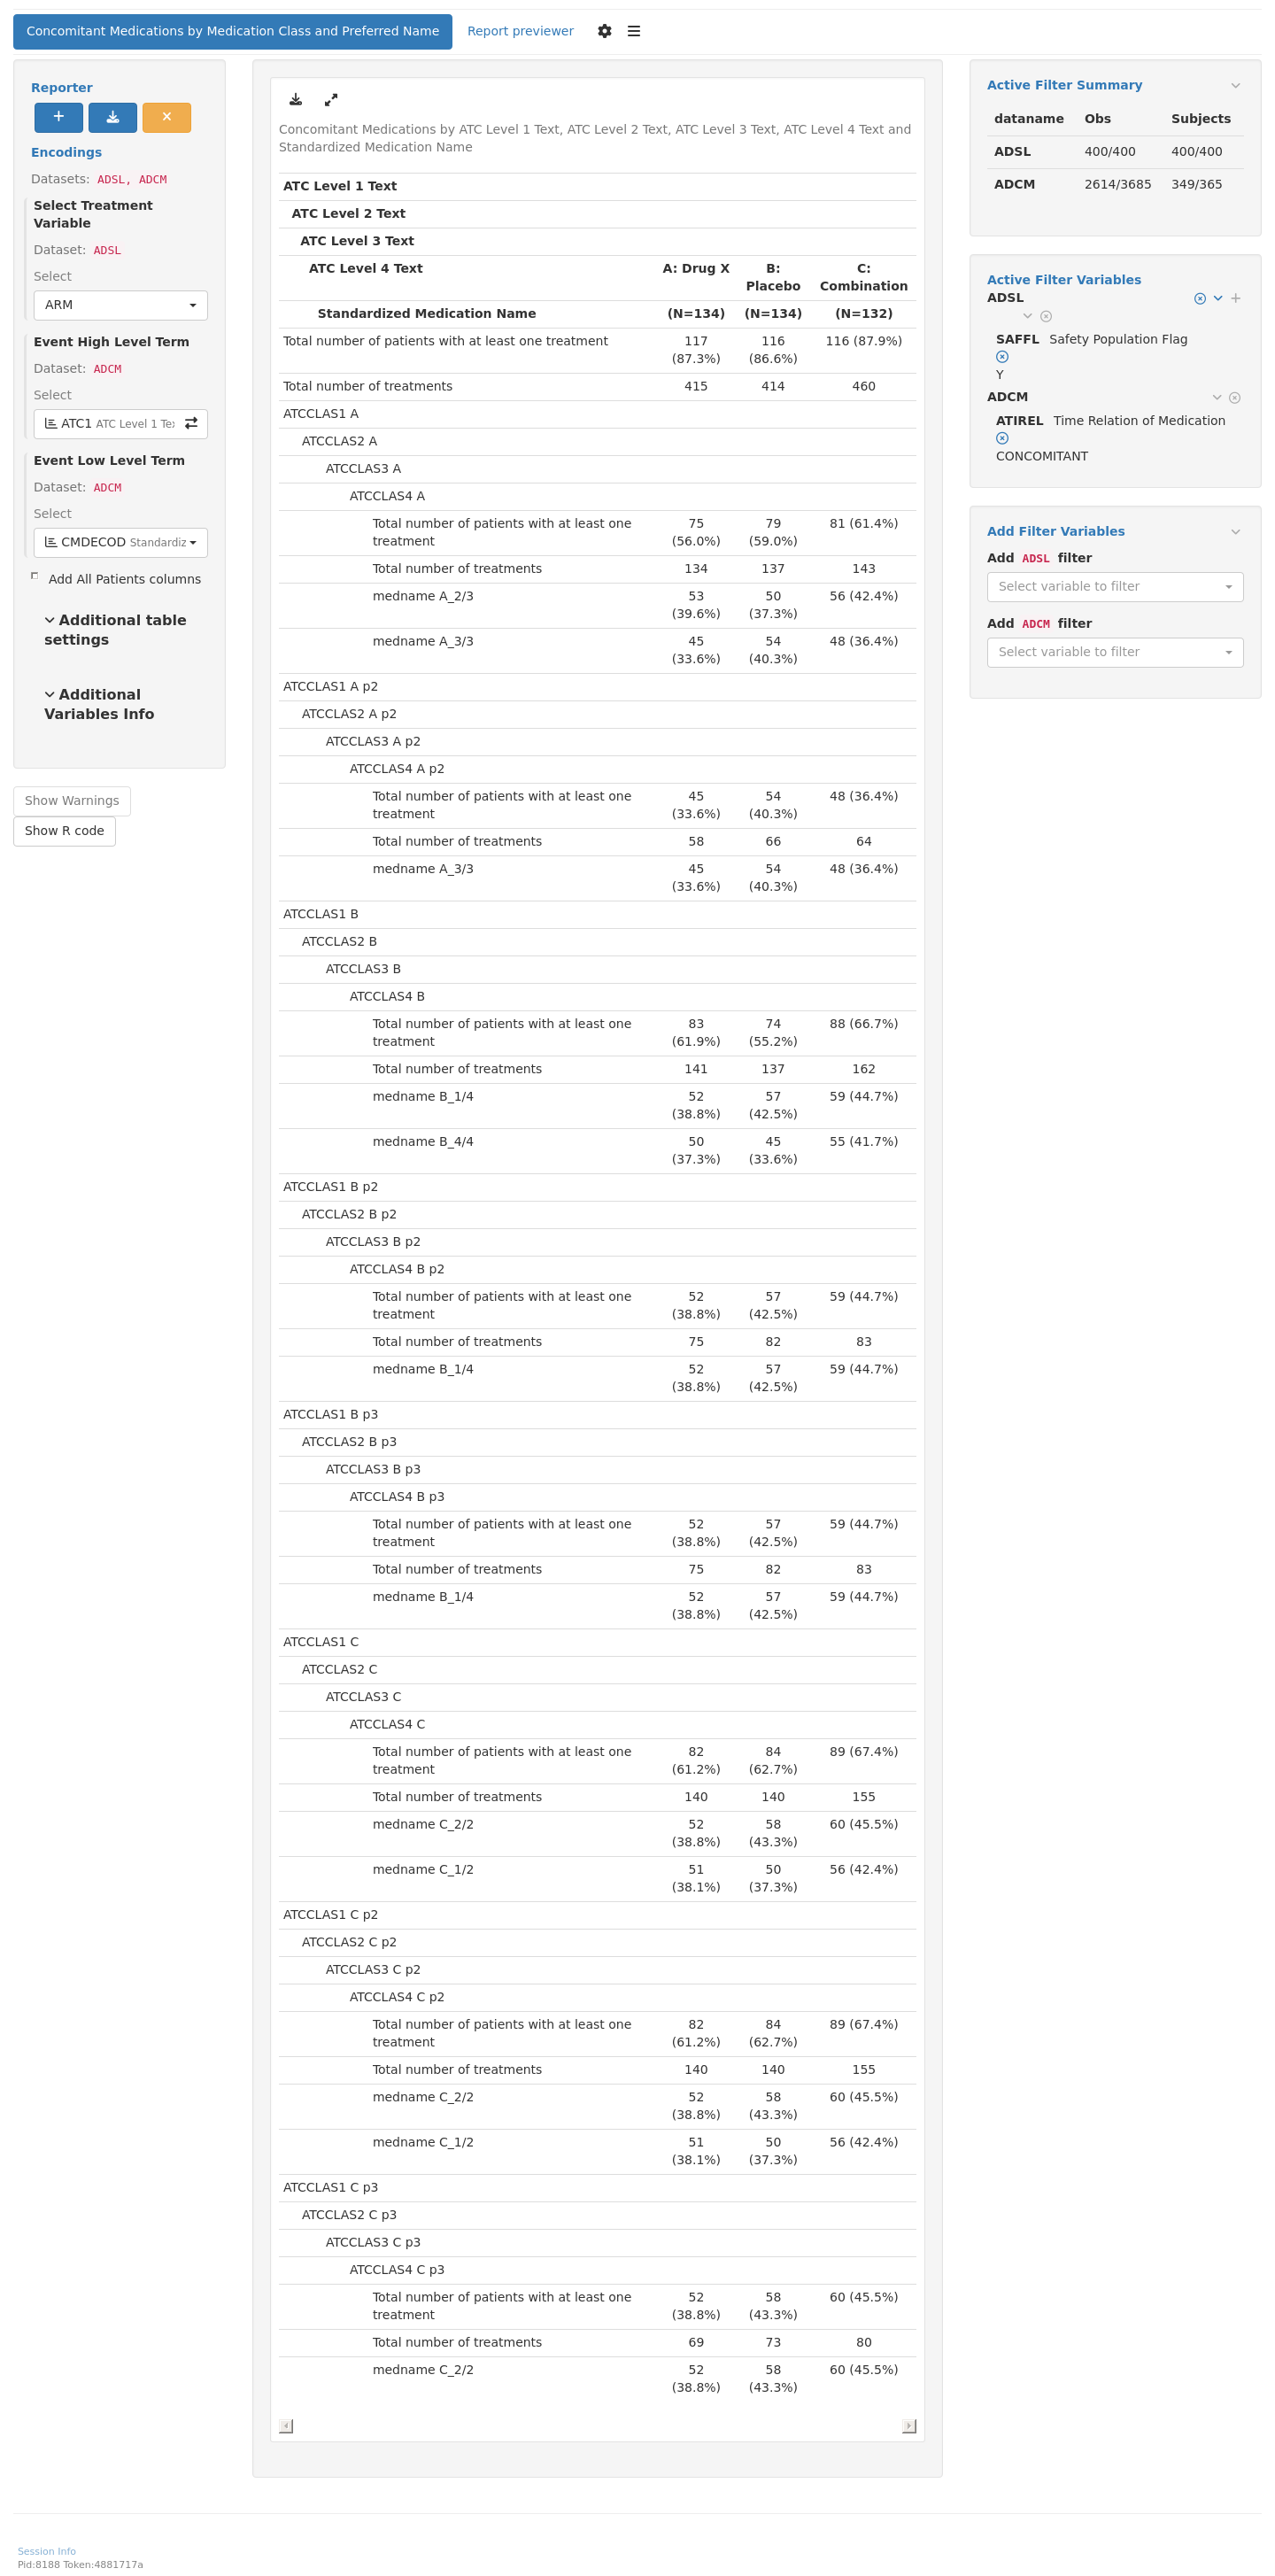 Concomitant Medications by Medication Class and Preferred Name Report previewer
Reporter
Encodings
Datasets: ADSL, ADCM
Select Treatment
Variable
Dataset: ADSL
Select
ARM
Event High Level Term
Dataset: ADCM
Select
ATC1 ATC Level 1 Te
Event Low Level Term
Dataset: ADCM
Select
CMDECOD Standardiz
Add All Patients columns
Additional table
settings
Additional
Variables Info
Show Warnings
Show R code
Concomitant Medications by ATC Level 1 Text, ATC Level 2 Text, ATC Level 3 Text, ATC Level 4 Text and
Standardized Medication Name
ATC Level 1 Text
ATC Level 2 Text
ATC Level 3 Text
ATC Level 4 Text A: Drug X B: C:
Placebo Combination
Standardized Medication Name (N=134) (N=134) (N=132)
Total number of patients with at least one treatment 117 116 116 (87.9%)
(87.3%) (86.6%)
Total number of treatments 415 414 460
ATCCLAS1 A
ATCCLAS2 A
ATCCLAS3 A
ATCCLAS4 A
Total number of patients with at least one 75 79 81 (61.4%)
treatment (56.0%) (59.0%)
Total number of treatments 134 137 143
medname A_2/3 53 50 56 (42.4%)
(39.6%) (37.3%)
medname A_3/3 45 54 48 (36.4%)
(33.6%) (40.3%)
ATCCLAS1 A p2
ATCCLAS2 A p2
ATCCLAS3 A p2
ATCCLAS4 A p2
Total number of patients with at least one 45 54 48 (36.4%)
treatment (33.6%) (40.3%)
Total number of treatments 58 66 64
medname A_3/3 45 54 48 (36.4%)
(33.6%) (40.3%)
ATCCLAS1 B
ATCCLAS2 B
ATCCLAS3 B
ATCCLAS4 B
Total number of patients with at least one 83 74 88 (66.7%)
treatment (61.9%) (55.2%)
Total number of treatments 141 137 162
medname B_1/4 52 57 59 (44.7%)
(38.8%) (42.5%)
medname B_4/4 50 45 55 (41.7%)
(37.3%) (33.6%)
ATCCLAS1 B p2
ATCCLAS2 B p2
ATCCLAS3 B p2
ATCCLAS4 B p2
Total number of patients with at least one 52 57 59 (44.7%)
treatment (38.8%) (42.5%)
Total number of treatments 75 82 83
medname B_1/4 52 57 59 (44.7%)
(38.8%) (42.5%)
ATCCLAS1 B p3
ATCCLAS2 B p3
ATCCLAS3 B p3
ATCCLAS4 B p3
Total number of patients with at least one 52 57 59 (44.7%)
treatment (38.8%) (42.5%)
Total number of treatments 75 82 83
medname B_1/4 52 57 59 (44.7%)
(38.8%) (42.5%)
ATCCLAS1 C
ATCCLAS2 C
ATCCLAS3 C
ATCCLAS4 C
Total number of patients with at least one 82 84 89 (67.4%)
treatment (61.2%) (62.7%)
Total number of treatments 140 140 155
medname C_2/2 52 58 60 (45.5%)
(38.8%) (43.3%)
medname C_1/2 51 50 56 (42.4%)
(38.1%) (37.3%)
ATCCLAS1 C p2
ATCCLAS2 C p2
ATCCLAS3 C p2
ATCCLAS4 C p2
Total number of patients with at least one 82 84 89 (67.4%)
treatment (61.2%) (62.7%)
Total number of treatments 140 140 155
medname C_2/2 52 58 60 (45.5%)
(38.8%) (43.3%)
medname C_1/2 51 50 56 (42.4%)
(38.1%) (37.3%)
ATCCLAS1 C p3
ATCCLAS2 C p3
ATCCLAS3 C p3
ATCCLAS4 C p3
Total number of patients with at least one 52 58 60 (45.5%)
treatment (38.8%) (43.3%)
Total number of treatments 69 73 80
medname C_2/2 52 58 60 (45.5%)
(38.8%) (43.3%)
Active Filter Summary
dataname Obs Subjects
ADSL 400/400 400/400
ADCM 2614/3685 349/365
Active Filter Variables
ADSL
SAFFL Safety Population Flag
Y
ADCM
ATIREL Time Relation of Medication
CONCOMITANT
Add Filter Variables
Add ADSL filter
Select variable to filter
Add ADCM filter
Select variable to filter
Session Info
Pid:8188 Token:4881717a